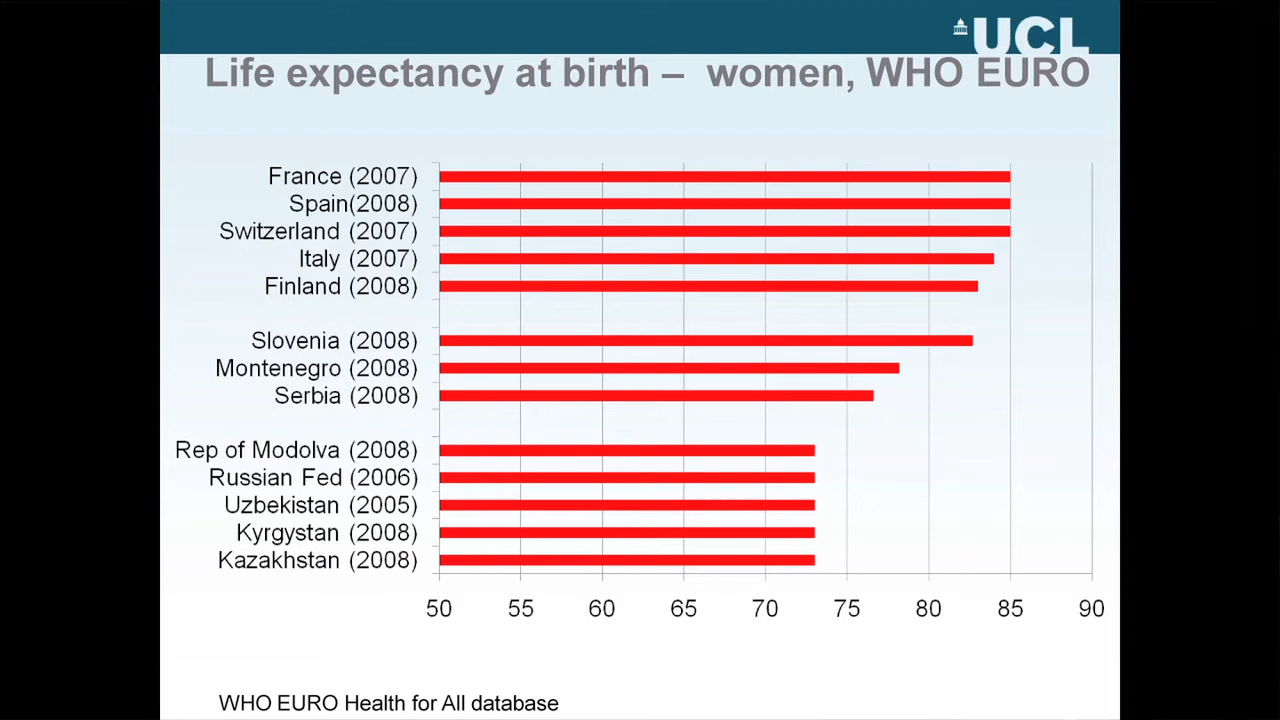 UCL
Life expectancy at birth – women, WHO EURO
France (2007)
Spain(2008)
Switzerland (2007)
Italy (2007)
Finland (2008)
Slovenia (2008)
Montenegro (2008)
Serbia (2008)
Rep of Modolva (2008)
Russian Fed (2006)
Uzbekistan (2005)
Kyrgystan (2008)
Kazakhstan (2008)
50 55 60 65 70 75 80 85 90
WHO EURO Health for All database